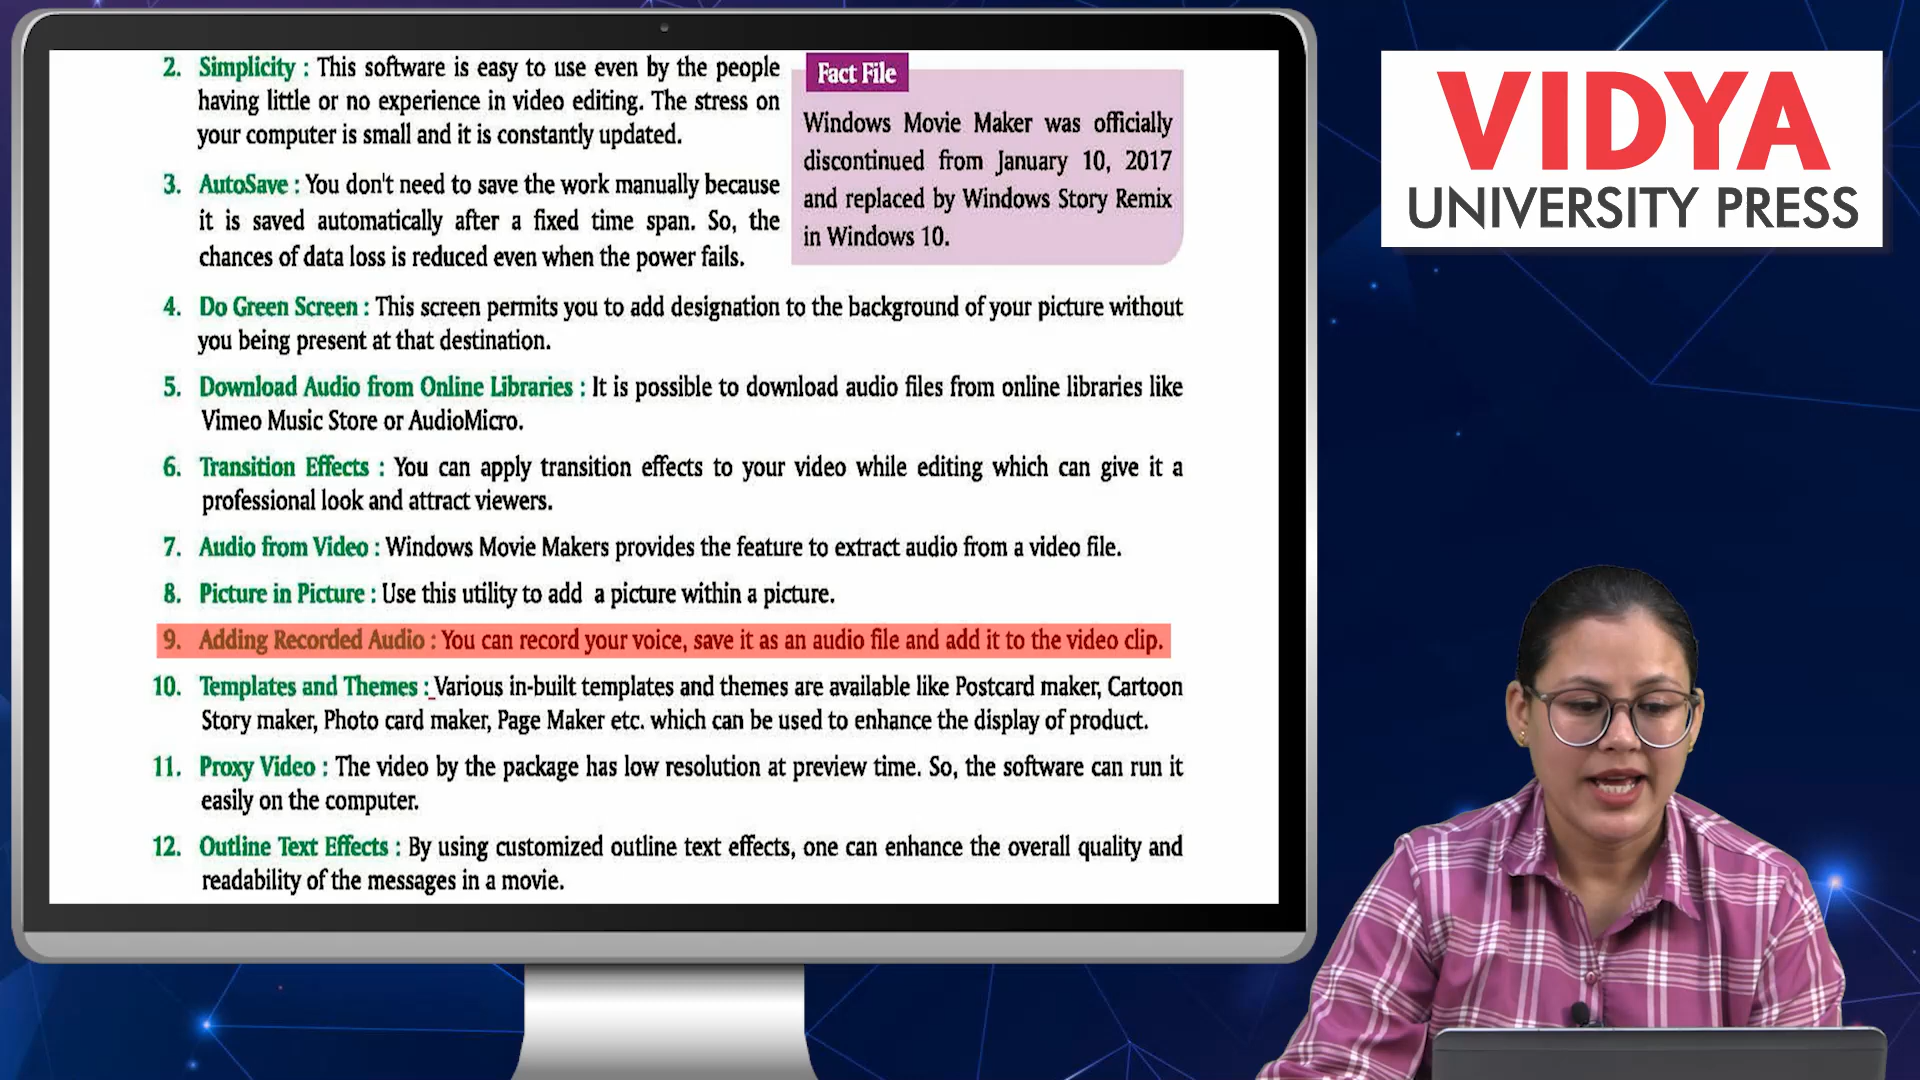 2. Simplicity : This software is easy to use even by the people
having little or no experience in video editing. The stress on
your computer is small and it is constantly updated.
3. AutoSave : You don't need to save the work manually because
it is saved automatically after a fixed time span. So, the
chances of data loss is reduced even when the power fails.
Fact File
Windows Movie Maker was officially
discontinued from January 10, 2017
and replaced by Windows Story Remix
in Windows 10.
4. Do Green Screen : This screen permits you to add designation to the background of your picture without
you being present at that destination.
5. Download Audio from Online Libraries : It is possible to download audio files from online libraries like
Vimeo Music Store or AudioMicro.
6. Transition Effects : You can apply transition effects to your video while editing which can give it a
professional look and attract viewers.
7. Audio from Video : Windows Movie Makers provides the feature to extract audio from a video file.
8. Picture in Picture : Use this utility to add a picture within a picture.
9. Adding Recorded Audio : You can record your voice, save it as an audio file and add it to the video clip.
10. Templates and Themes : Various in-built templates and themes are available like Postcard maker, Cartoon
Story maker, Photo card maker, Page Maker etc. which can be used to enhance the display of product.
11. Proxy Video : The video by the package has low resolution at preview time. So, the software can run it
easily on the computer.
12. Outline Text Effects : By using customized outline text effects, one can enhance the overall quality and
readability of the messages in a movie.
VIDYA
UNIVERSITY PRESS